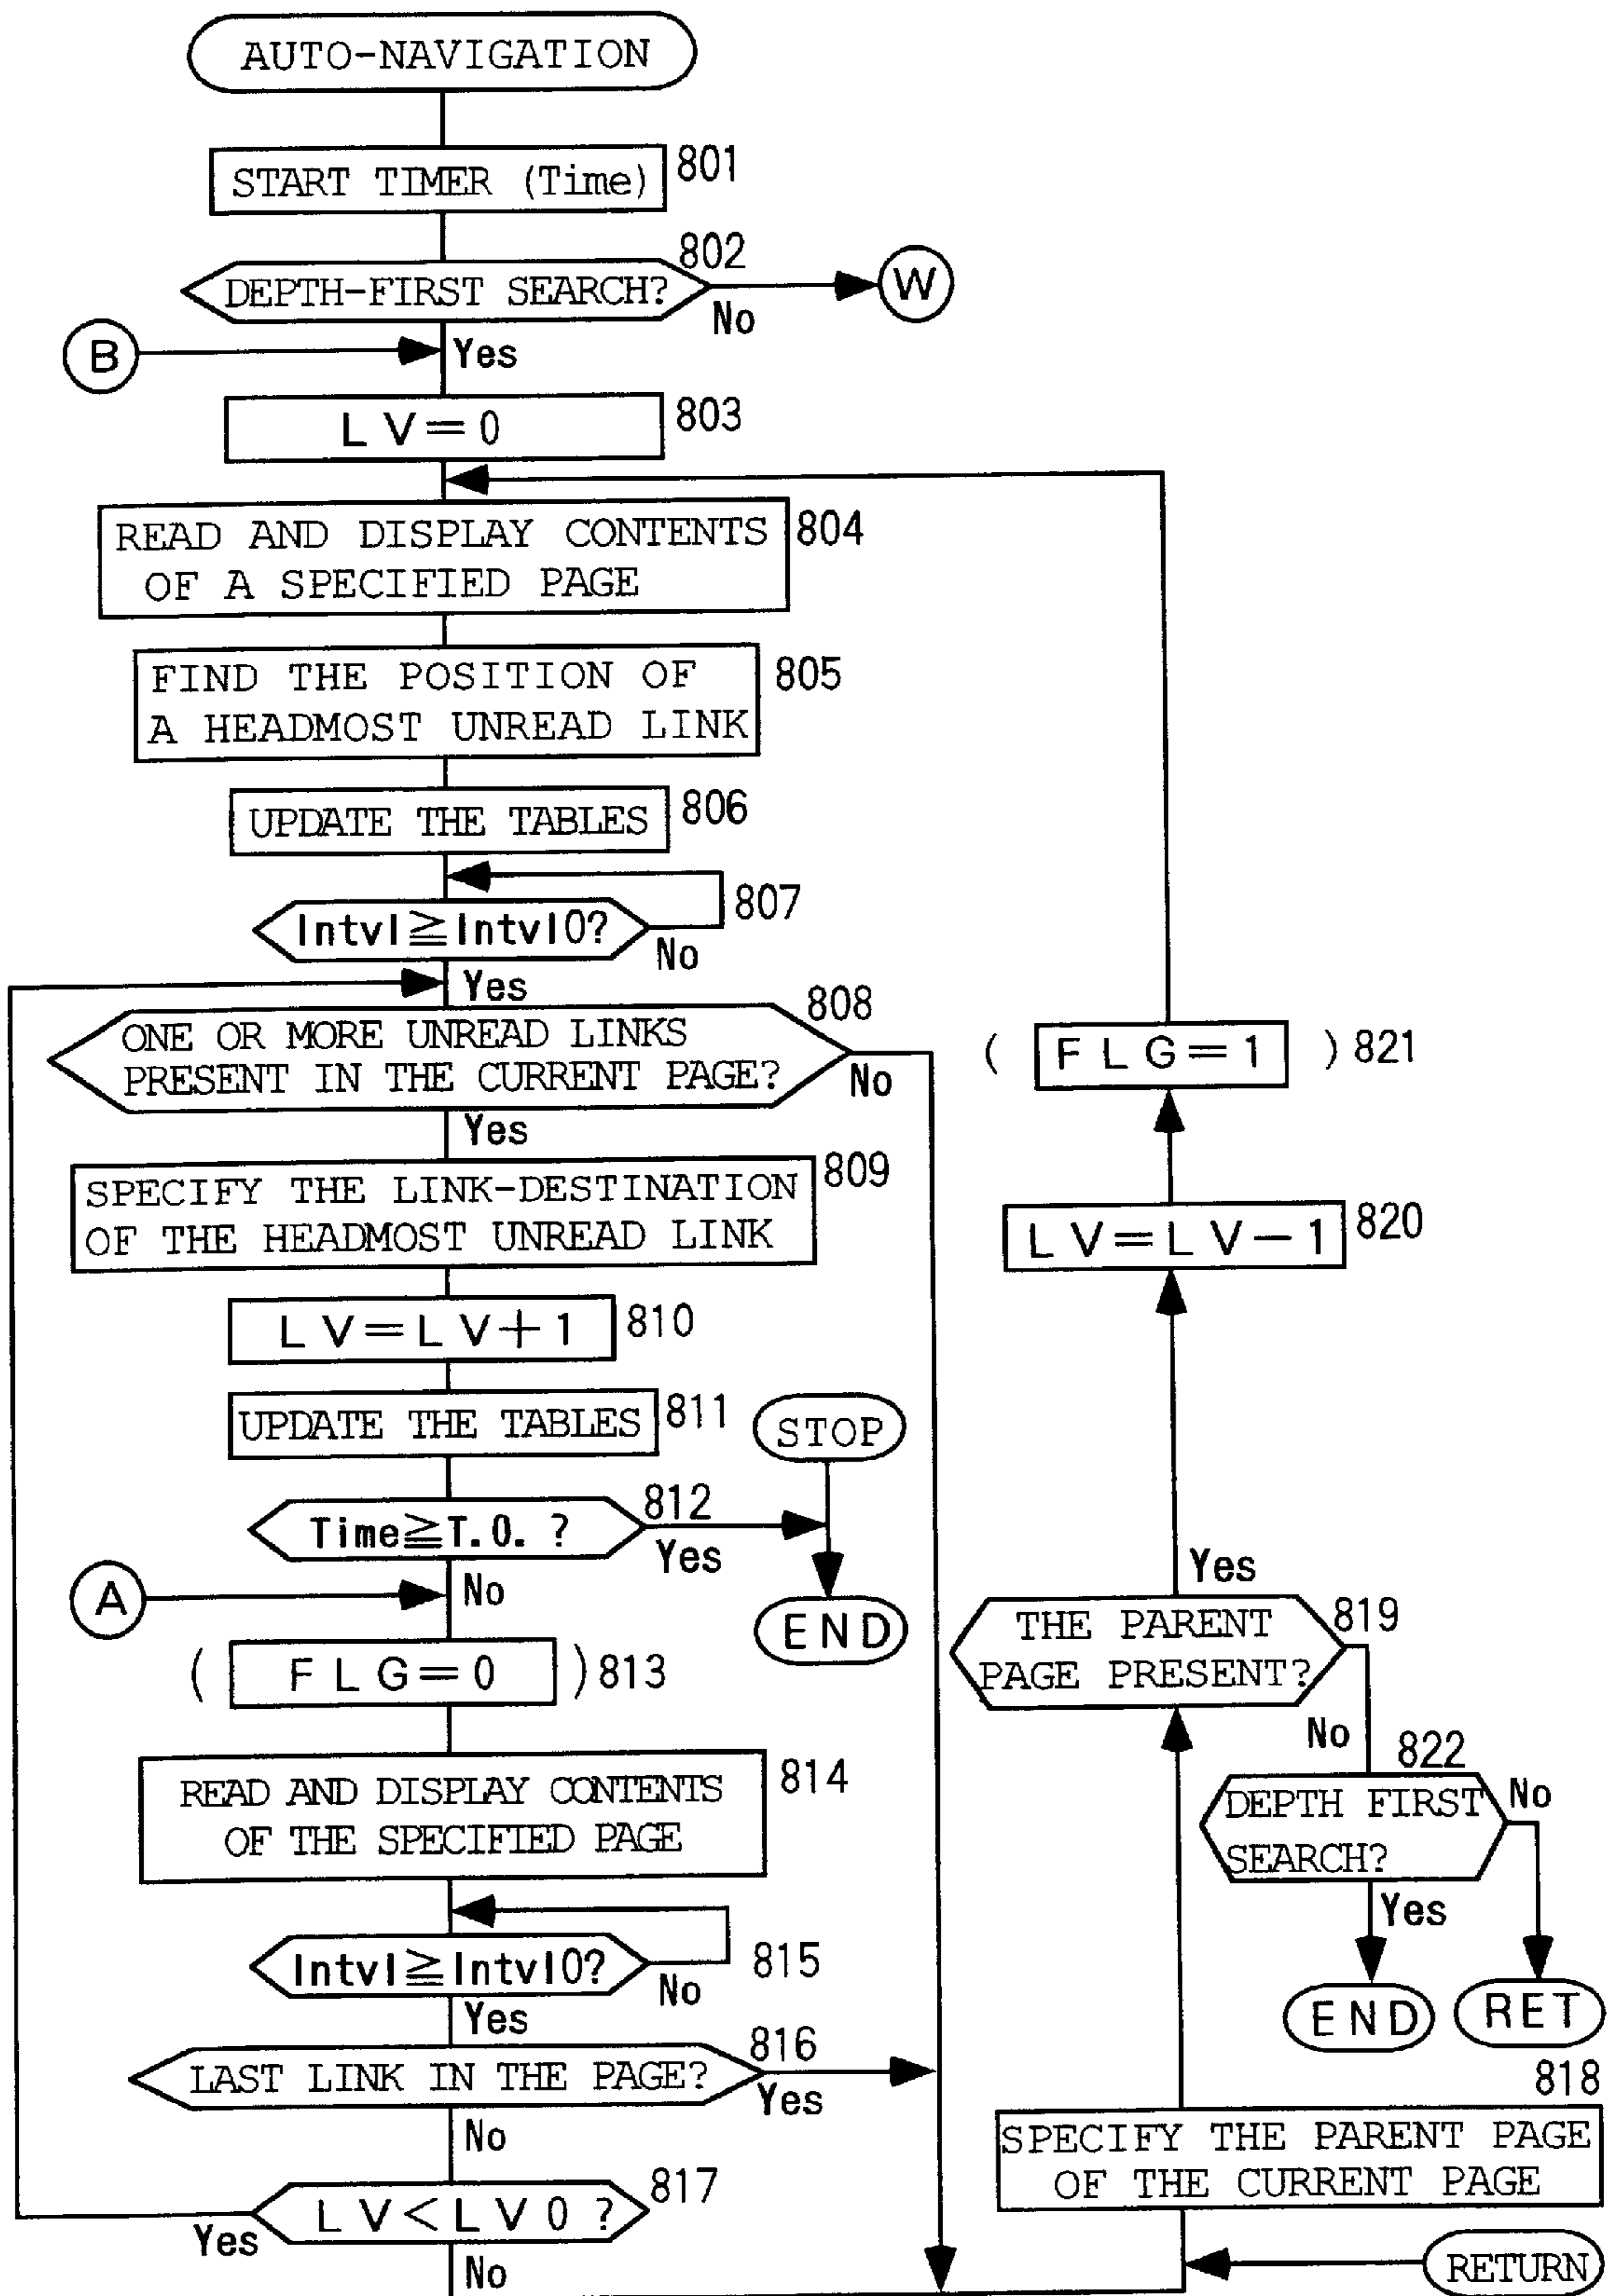 AUTO-NAVIGATION
START TIMER (Time)
801
802
DEPTH-FIRST SEARCH?
No
W
B
Yes
LV=0
803
READ AND DISPLAY CONTENTS
OF A SPECIFIED PAGE
804
FIND THE POSITION OF
A HEADMOST UNREAD LINK
805
UPDATE THE TABLES
806
Intvl≧Intvl0?
807
No
Yes
808
ONE OR MORE UNREAD LINKS
PRESENT IN THE CURRENT PAGE?
No
Yes
SPECIFY THE LINK-DESTINATION
OF THE HEADMOST UNREAD LINK
809
LV=LV+1
810
UPDATE THE TABLES
811
STOP
Time≧T.O. ?
812
Yes
END
A
No
( FLG=0 ) 813
READ AND DISPLAY CONTENTS
OF THE SPECIFIED PAGE
814
Intvl≧Intvl0?
815
No
Yes
LAST LINK IN THE PAGE?
816
Yes
No
LV<LV0 ?
817
Yes
No
( FLG=1 ) 821
LV=LV-1
820
Yes
THE PARENT
PAGE PRESENT?
819
No
822
DEPTH FIRST
SEARCH?
No
Yes
END
RET
818
SPECIFY THE PARENT PAGE
OF THE CURRENT PAGE
RETURN